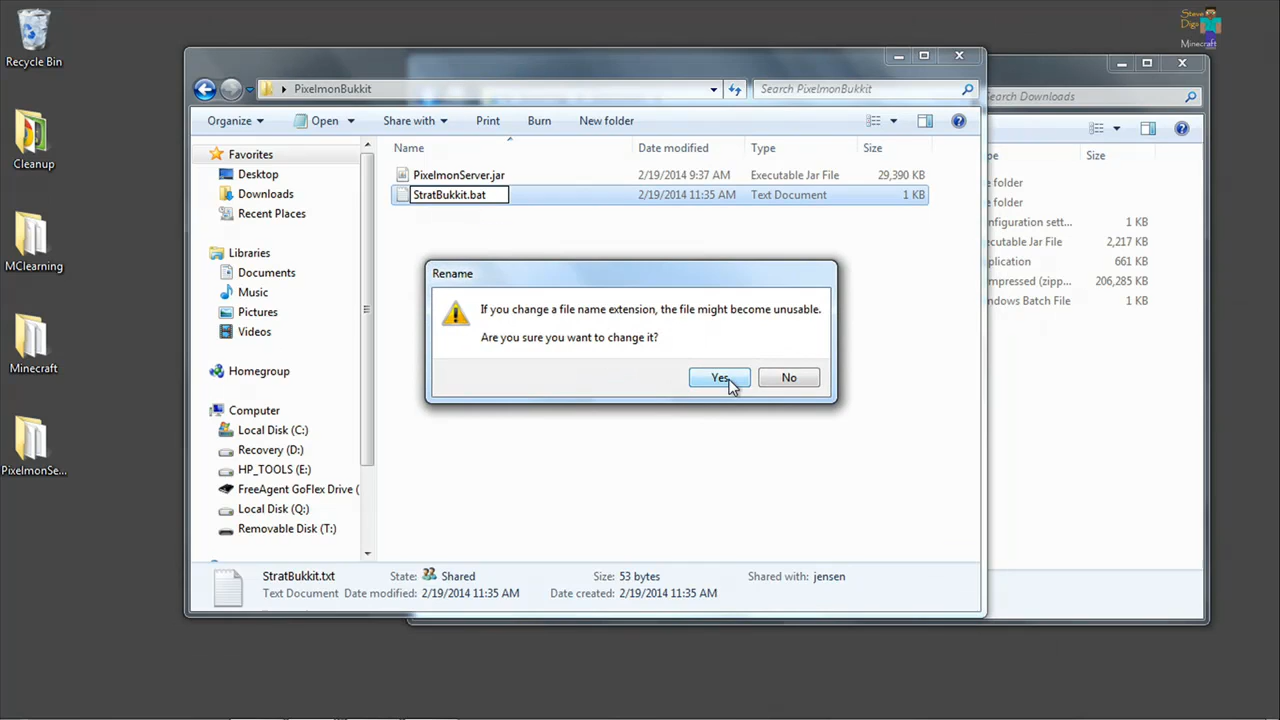 Recycle Bin
Cleanup
MClearning
Minecraft
PixelmonSe...
Steve
Digs
Minecraft
PixelmonBukkit
Search PixelmonBukkit
Organize
Open
Share with
Print
Burn
New folder
Name
Date modified
Type
Size
PixelmonServer.jar
2/19/2014 9:37 AM
Executable Jar File
29,390 KB
StratBukkit.bat
2/19/2014 11:35 AM
Text Document
1 KB
Favorites
Desktop
Downloads
Recent Places
Libraries
Documents
Music
Pictures
Videos
Homegroup
Computer
Local Disk (C:)
Recovery (D:)
HP_TOOLS (E:)
FreeAgent GoFlex Drive (
Local Disk (Q:)
Removable Disk (T:)
Rename
If you change a file name extension, the file might become unusable.
Are you sure you want to change it?
Yes
No
StratBukkit.txt
State:
Shared
Size: 53 bytes
Shared with: jensen
Text Document
Date modified: 2/19/2014 11:35 AM
Date created: 2/19/2014 11:35 AM
Search Downloads
pe
Size
e folder
e folder
nfiguration sett...
1 KB
ecutable Jar File
2,217 KB
plication
661 KB
mpressed (zipp...
206,285 KB
ndows Batch File
1 KB